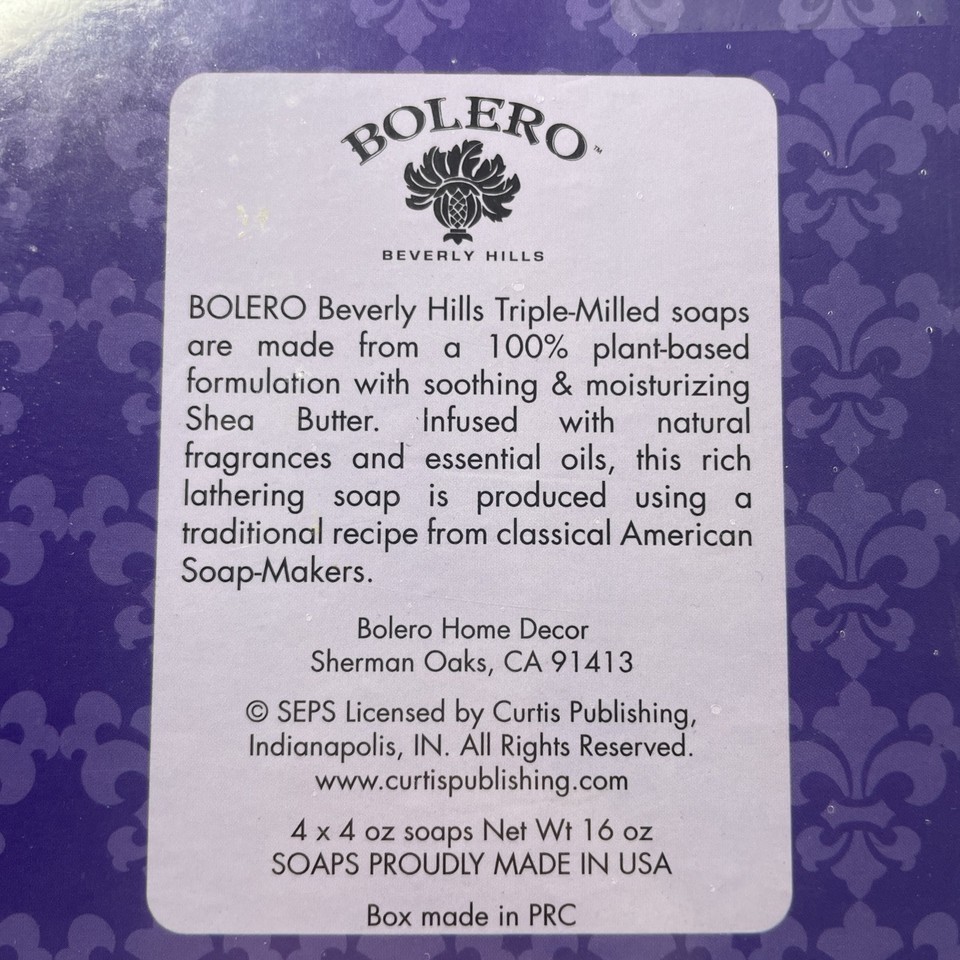 BOLERO™
BEVERLY HILLS
BOLERO Beverly Hills Triple-Milled soaps
are made from a 100% plant-based
formulation with soothing & moisturizing
Shea Butter. Infused with natural
fragrances and essential oils, this rich
lathering soap is produced using a
traditional recipe from classical American
Soap-Makers.
Bolero Home Decor
Sherman Oaks, CA 91413
© SEPS Licensed by Curtis Publishing,
Indianapolis, IN. All Rights Reserved.
www.curtispublishing.com
4 x 4 oz soaps Net Wt 16 oz
SOAPS PROUDLY MADE IN USA
Box made in PRC